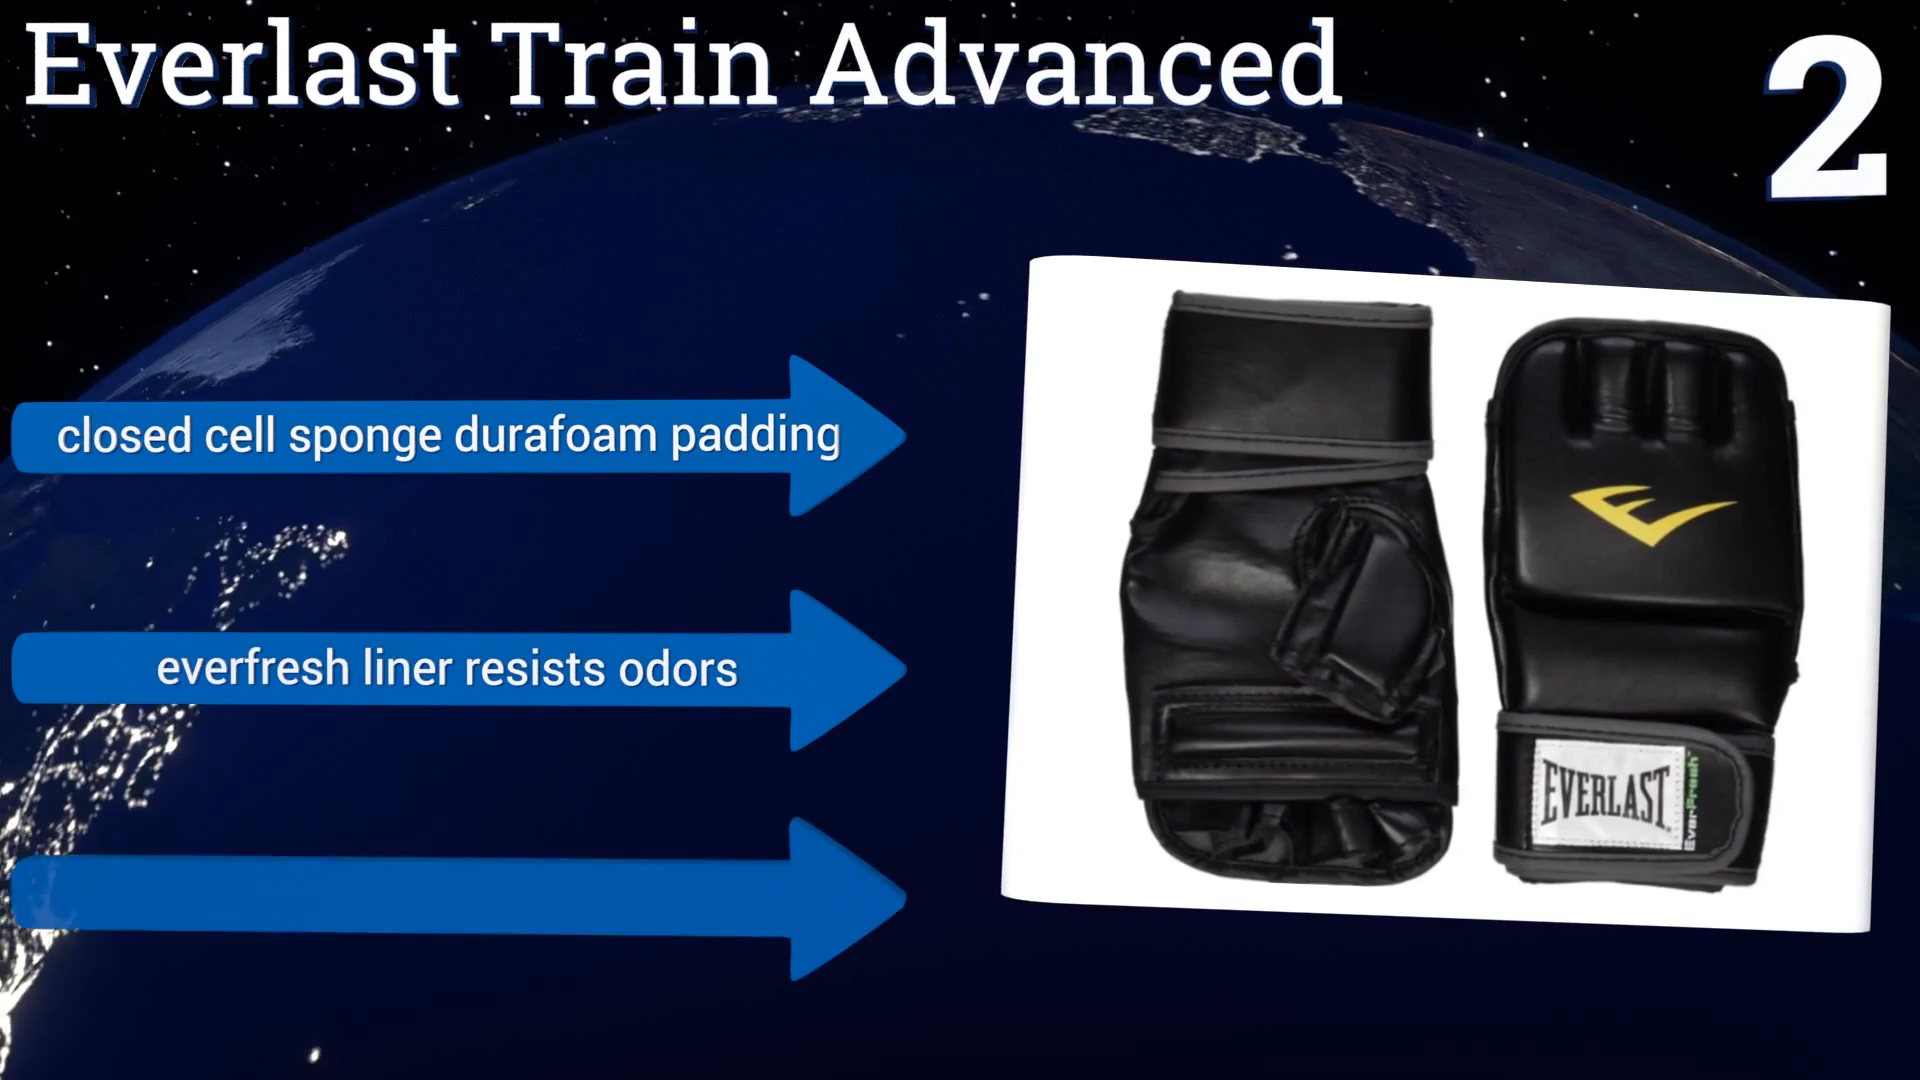 Everlast Train Advanced
2
closed cell sponge durafoam padding
everfresh liner resists odors
EVERLAST
EverFresh